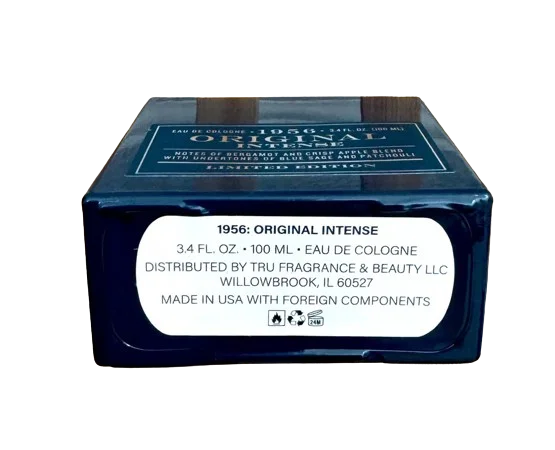 EAU DE COLOGNE • 1956 • 3.4 FL. OZ. (100 ML)
ORIGINAL
INTENSE
NOTES OF BERGAMOT AND CRISP APPLE BLEND
WITH UNDERTONES OF BLUE SAGE AND PATCHOULI
LIMITED EDITION
1956: ORIGINAL INTENSE
3.4 FL. OZ. • 100 ML • EAU DE COLOGNE
DISTRIBUTED BY TRU FRAGRANCE & BEAUTY LLC
WILLOWBROOK, IL 60527
MADE IN USA WITH FOREIGN COMPONENTS
24M